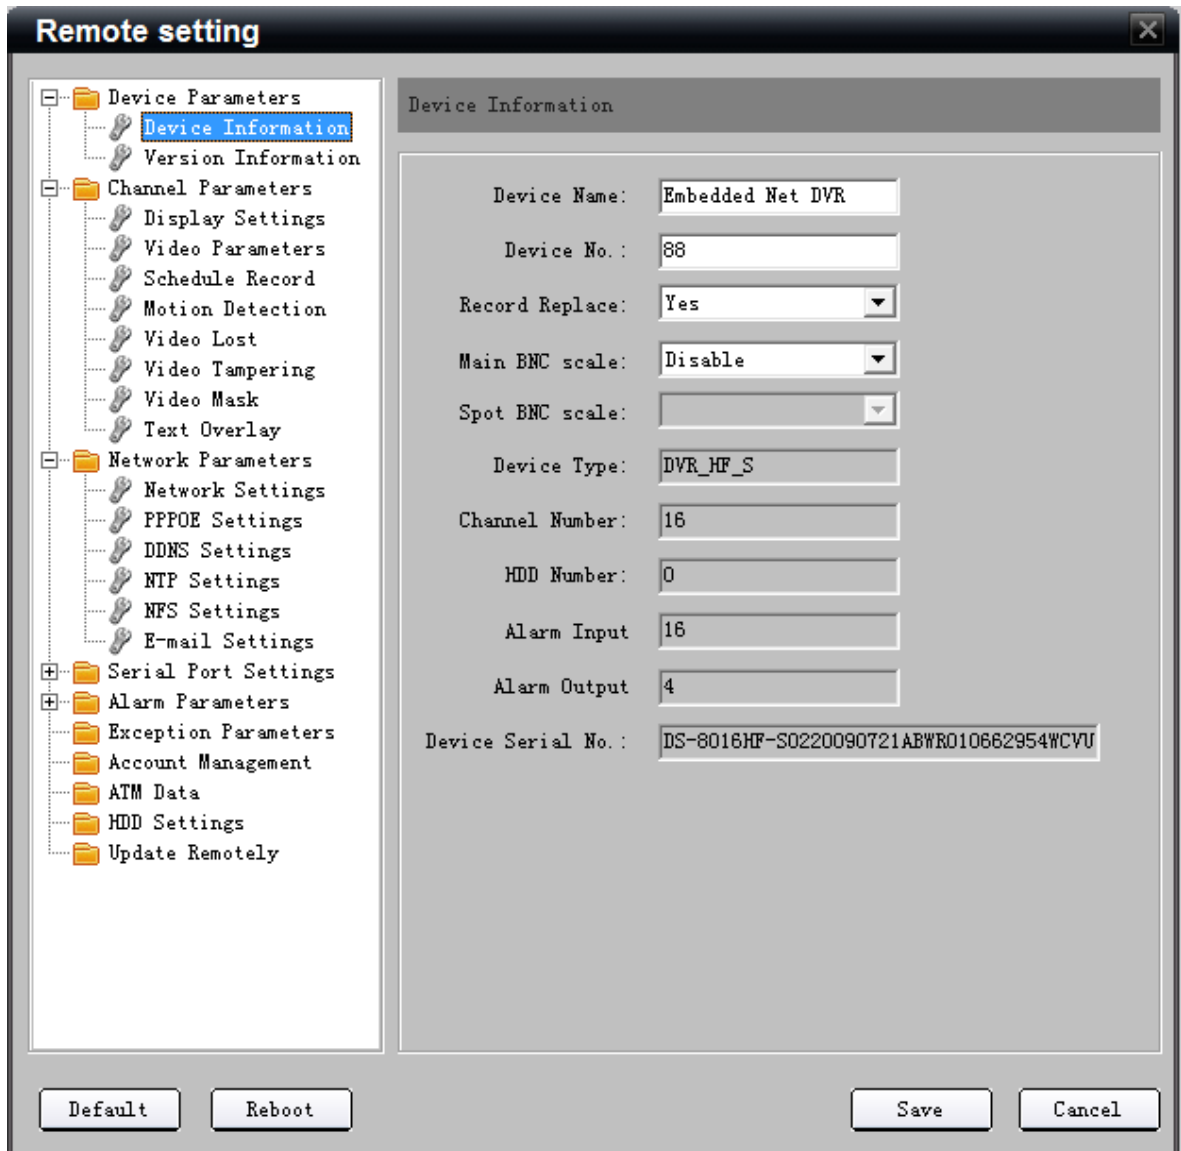 Remote setting
Device Parameters
Device Information
Version Information
Channel Parameters
Display Settings
Video Parameters
Schedule Record
Motion Detection
Video Lost
Video Tampering
Video Mask
Text Overlay
Network Parameters
Network Settings
PPPOE Settings
DDNS Settings
NTP Settings
NFS Settings
E-mail Settings
Serial Port Settings
Alarm Parameters
Exception Parameters
Account Management
ATM Data
HDD Settings
Update Remotely
Device Information
Device Name: Embedded Net DVR
Device No.: 88
Record Replace: Yes
Main BNC scale: Disable
Spot BNC scale:
Device Type: DVR_HF_S
Channel Number: 16
HDD Number: 0
Alarm Input 16
Alarm Output 4
Device Serial No.: DS-8016HF-S0220090721ABWR010662954WCVU
Default Reboot Save Cancel